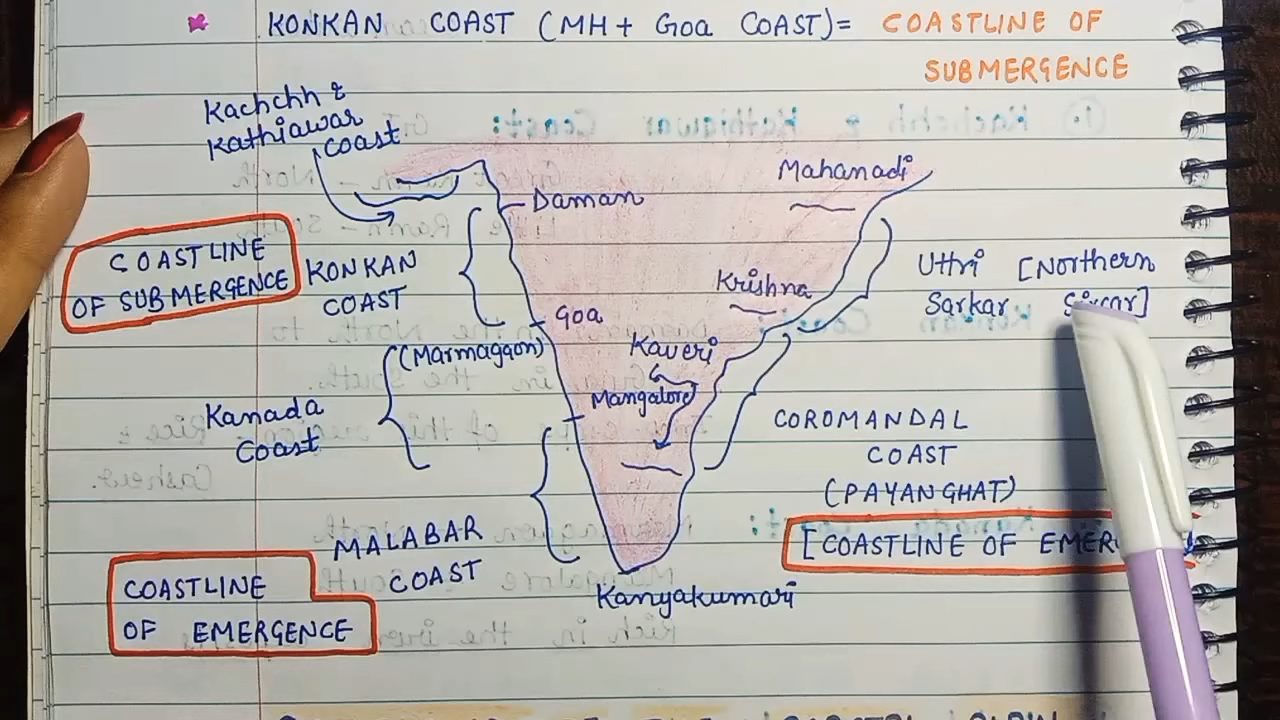 KONKAN COAST (MH + Goa COAST) = COASTLINE OF
SUBMERGENCE
Kachchh &
Kathiawar
Coast
Mahanadi
Daman
COASTLINE
OF SUBMERGENCE
KONKAN
COAST
Krishna
Uttri [Northern
Sarkar
Goa
(Marmagaon)
Kaveri
Mangalore
Kanada
Coast
COROMANDAL
COAST
(PAYANGHAT)
[COASTLINE OF
MALABAR
COAST
COASTLINE
OF EMERGENCE
Kanyakumari